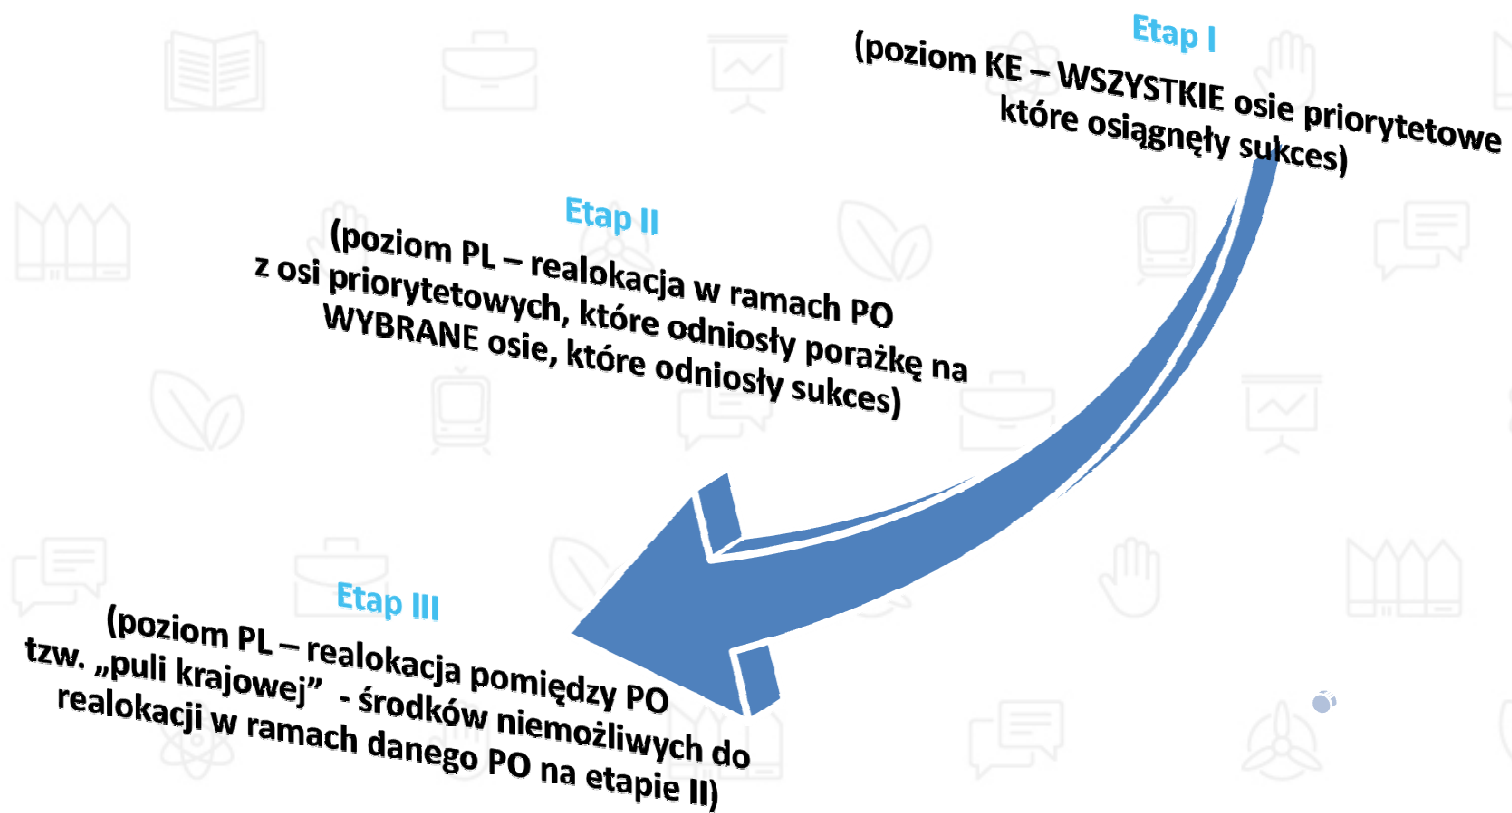 Etap I
(poziom KE – WSZYSTKIE osie priorytetowe
które osiągnęły sukces)
Etap II
(poziom PL – realokacja w ramach PO
z osi priorytetowych, które odniosły porażkę na
WYBRANE osie, które odniosły sukces)
Etap III
(poziom PL – realokacja pomiędzy PO
tzw. „puli krajowej” - środków niemożliwych do
realokacji w ramach danego PO na etapie II)